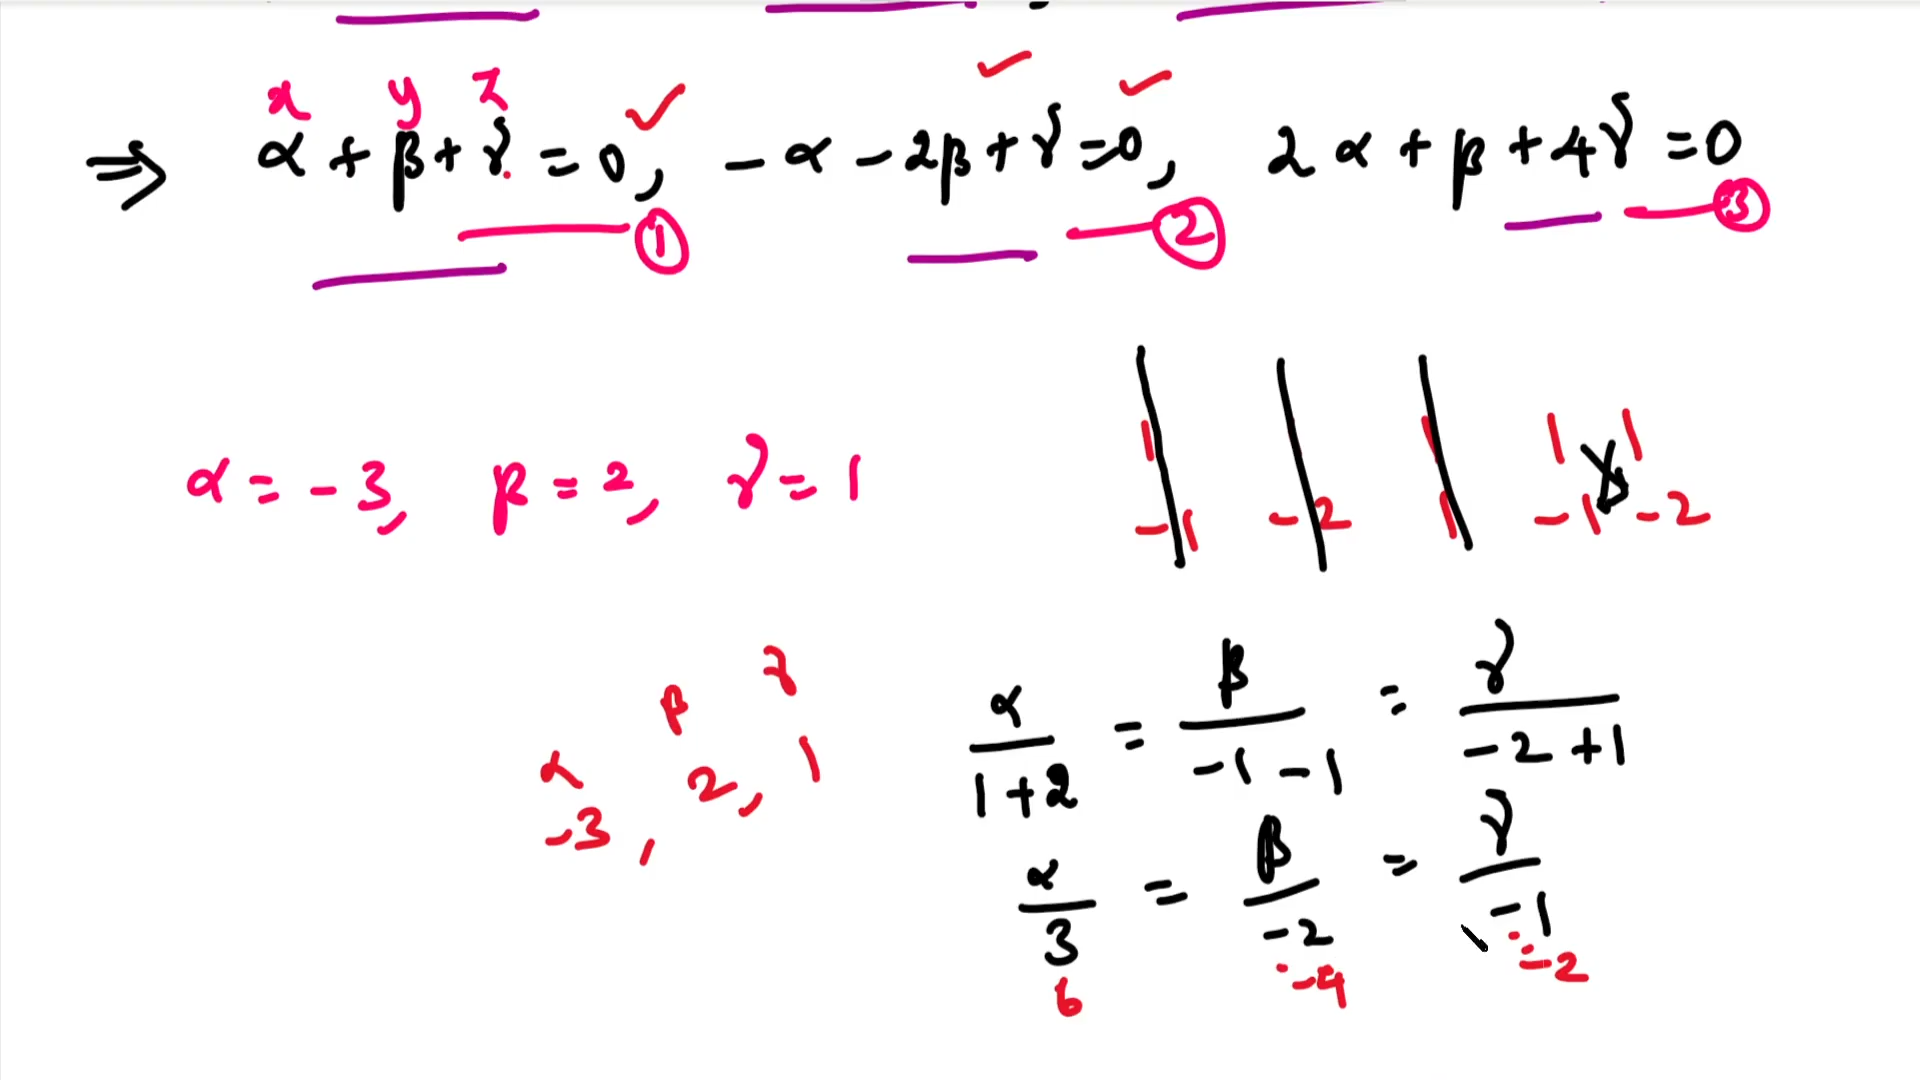 x y z
⇒ α + β + γ = 0, - α - 2β + γ = 0, 2α + β + 4γ = 0
① ② ③
1 1 1 1 1
-1 -2 1 -1 -2
α = -3, β = 2, γ = 1
α/(1+2) = β/(-1-1) = γ/(-2+1)
α β γ
-3, 2, 1
α/3 = β/-2 = γ/-1
6 -4 -2